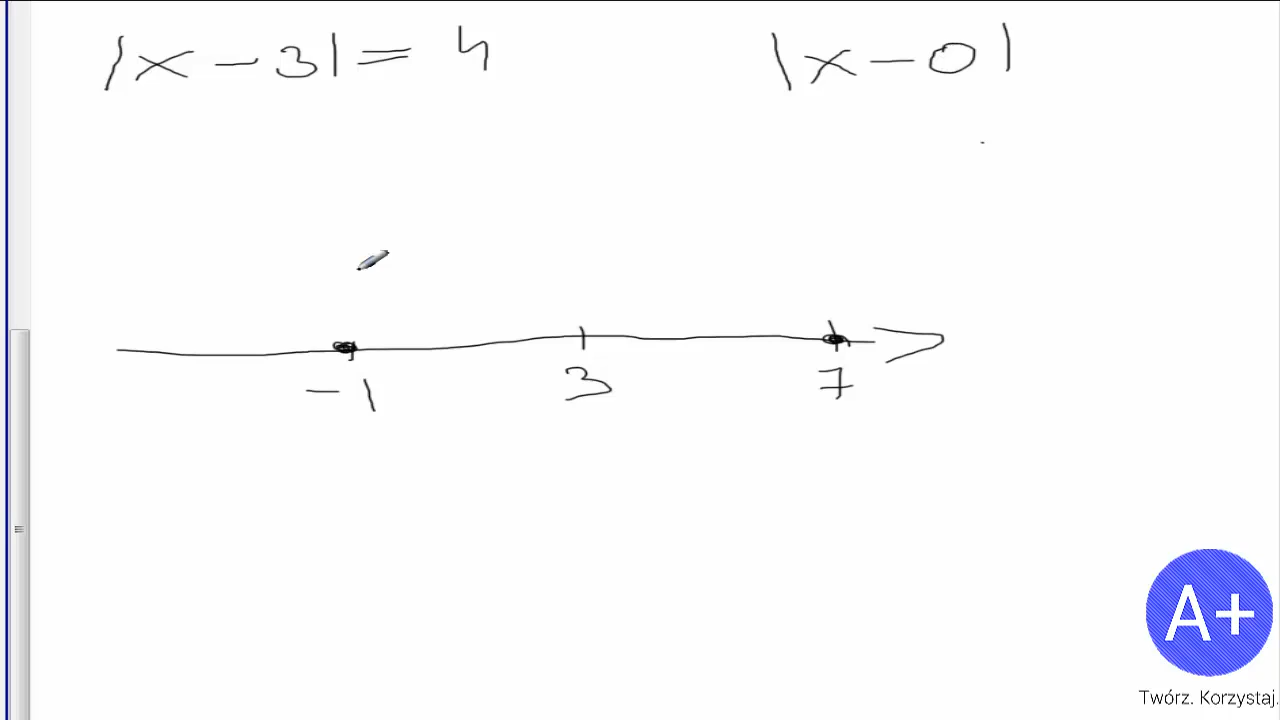 |x-3|=4 |x-0|
-1 3 7
A+
Twórz. Korzystaj.